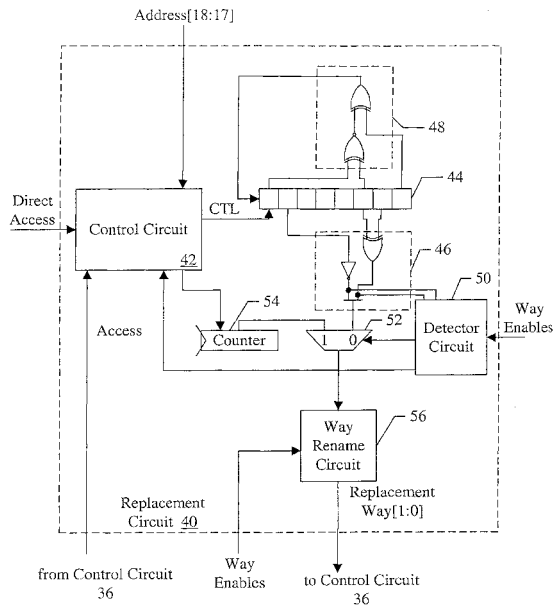 Address[18:17]
48
44
Direct
Access
CTL
Control Circuit
42
46
50
54
52
Way
Enables
Access
Counter
1 0
Detector
Circuit
56
Way
Rename
Circuit
Replacement
Way[1:0]
Replacement
Circuit 40
from Control Circuit
36
Way
Enables
to Control Circuit
36